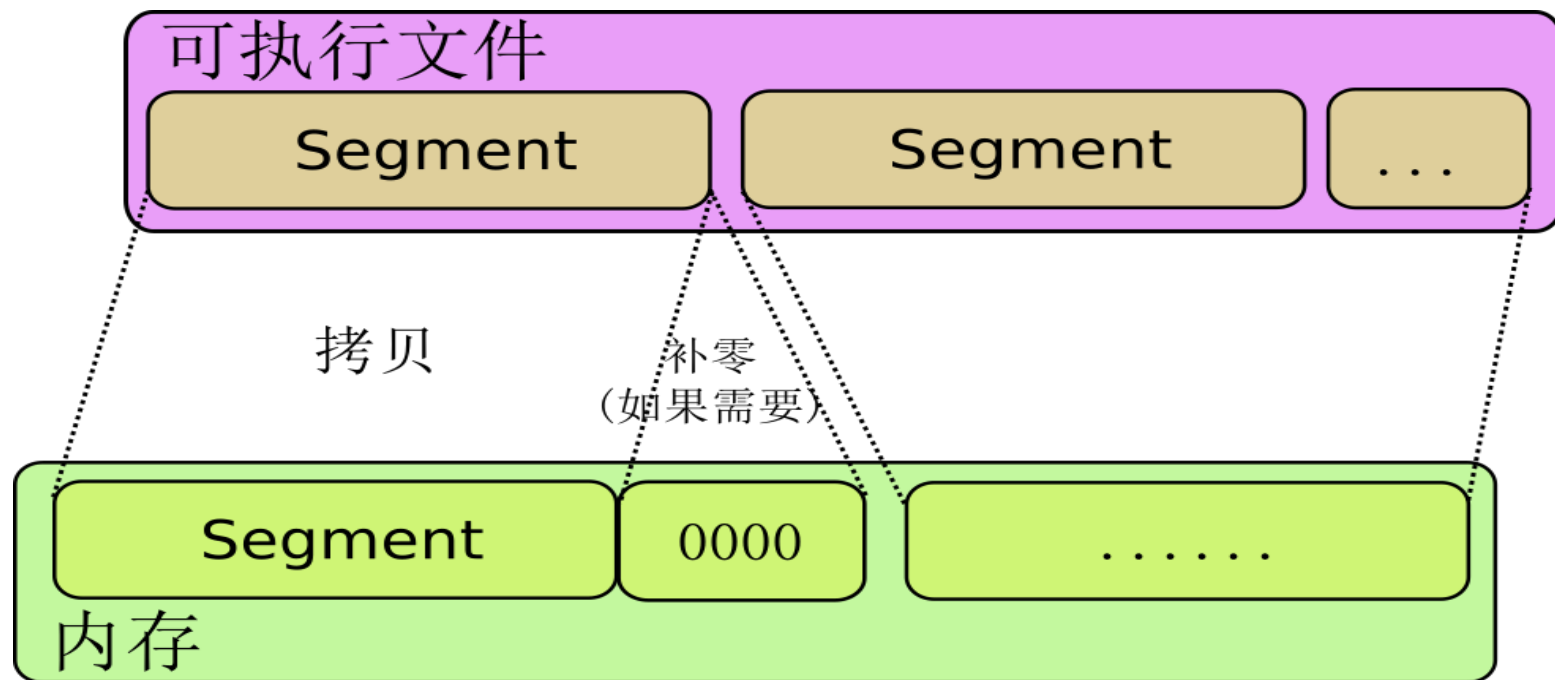 可执行文件
Segment
Segment
...
拷贝
补零
(如果需要)
Segment
0000
......
内存